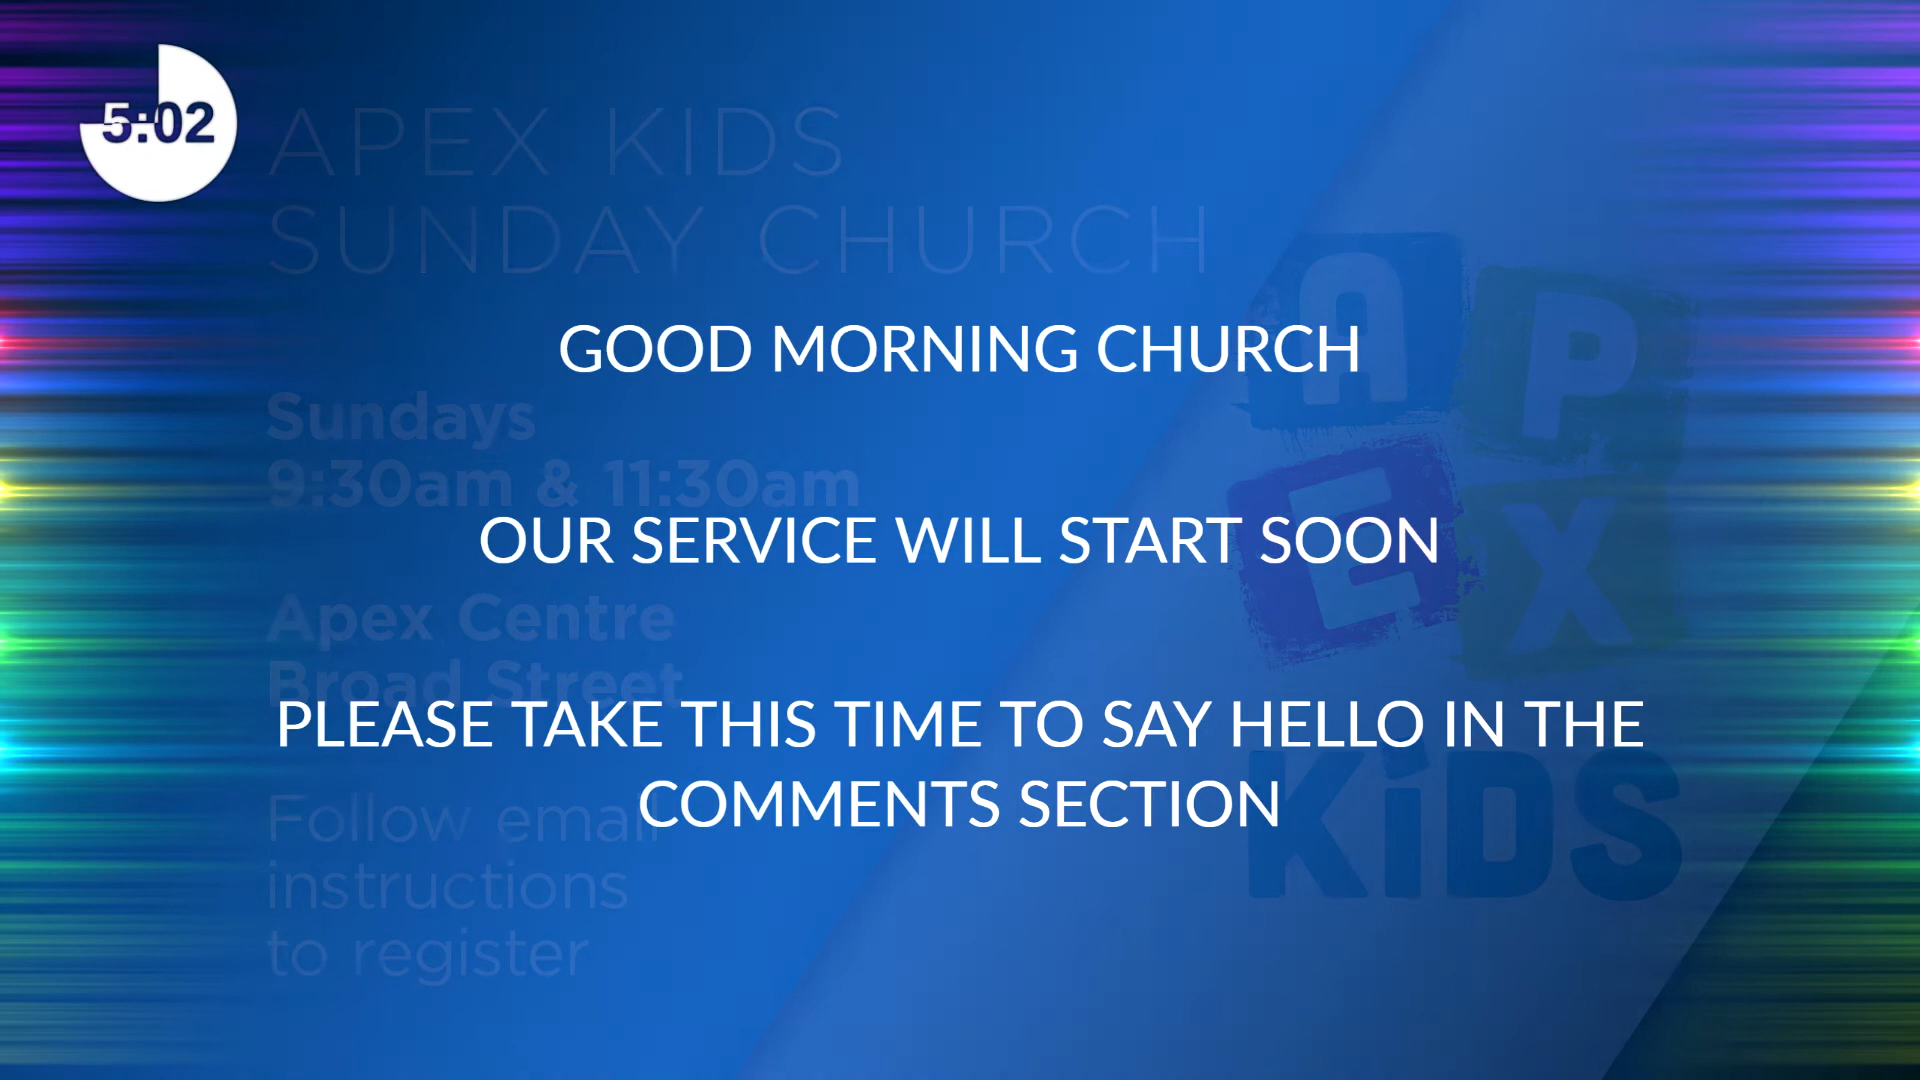 5:02
APEX KIDS
SUNDAY CHURCH
GOOD MORNING CHURCH
Sundays
9:30am & 11:30am
OUR SERVICE WILL START SOON
Apex Centre
Broad Street
PLEASE TAKE THIS TIME TO SAY HELLO IN THE
COMMENTS SECTION
Follow email
instructions
to register
A P
E X
KiDS